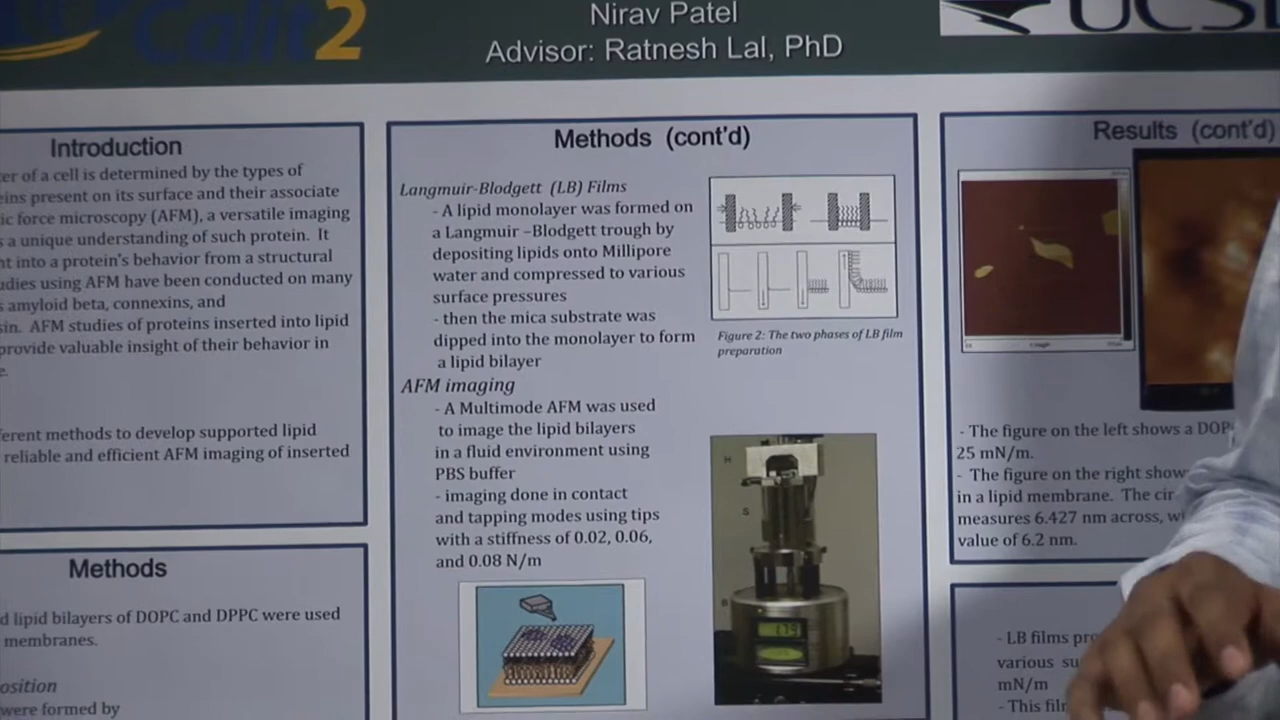 Calit2
Nirav Patel
UCSD
Advisor: Ratnesh Lal, PhD
Introduction
er of a cell is determined by the types of
eins present on its surface and their associate
ic force microscopy (AFM), a versatile imaging
s a unique understanding of such protein. It
ht into a protein's behavior from a structural
udies using AFM have been conducted on many
s amyloid beta, connexins, and
sin. AFM studies of proteins inserted into lipid
provide valuable insight of their behavior in
e.
ferent methods to develop supported lipid
reliable and efficient AFM imaging of inserted
Methods
d lipid bilayers of DOPC and DPPC were used
membranes.
osition
were formed by
Methods (cont'd)
Langmuir-Blodgett (LB) Films
- A lipid monolayer was formed on
a Langmuir –Blodgett trough by
depositing lipids onto Millipore
water and compressed to various
surface pressures
- then the mica substrate was
dipped into the monolayer to form
a lipid bilayer
Figure 2: The two phases of LB film
preparation
AFM imaging
- A Multimode AFM was used
to image the lipid bilayers
in a fluid environment using
PBS buffer
- imaging done in contact
and tapping modes using tips
with a stiffness of 0.02, 0.06,
and 0.08 N/m
Results (cont'd)
- The figure on the left shows a DOP
25 mN/m.
- The figure on the right show
in a lipid membrane. The cir
measures 6.427 nm across, w
value of 6.2 nm.
- LB films pr
various su
mN/m
- This fil